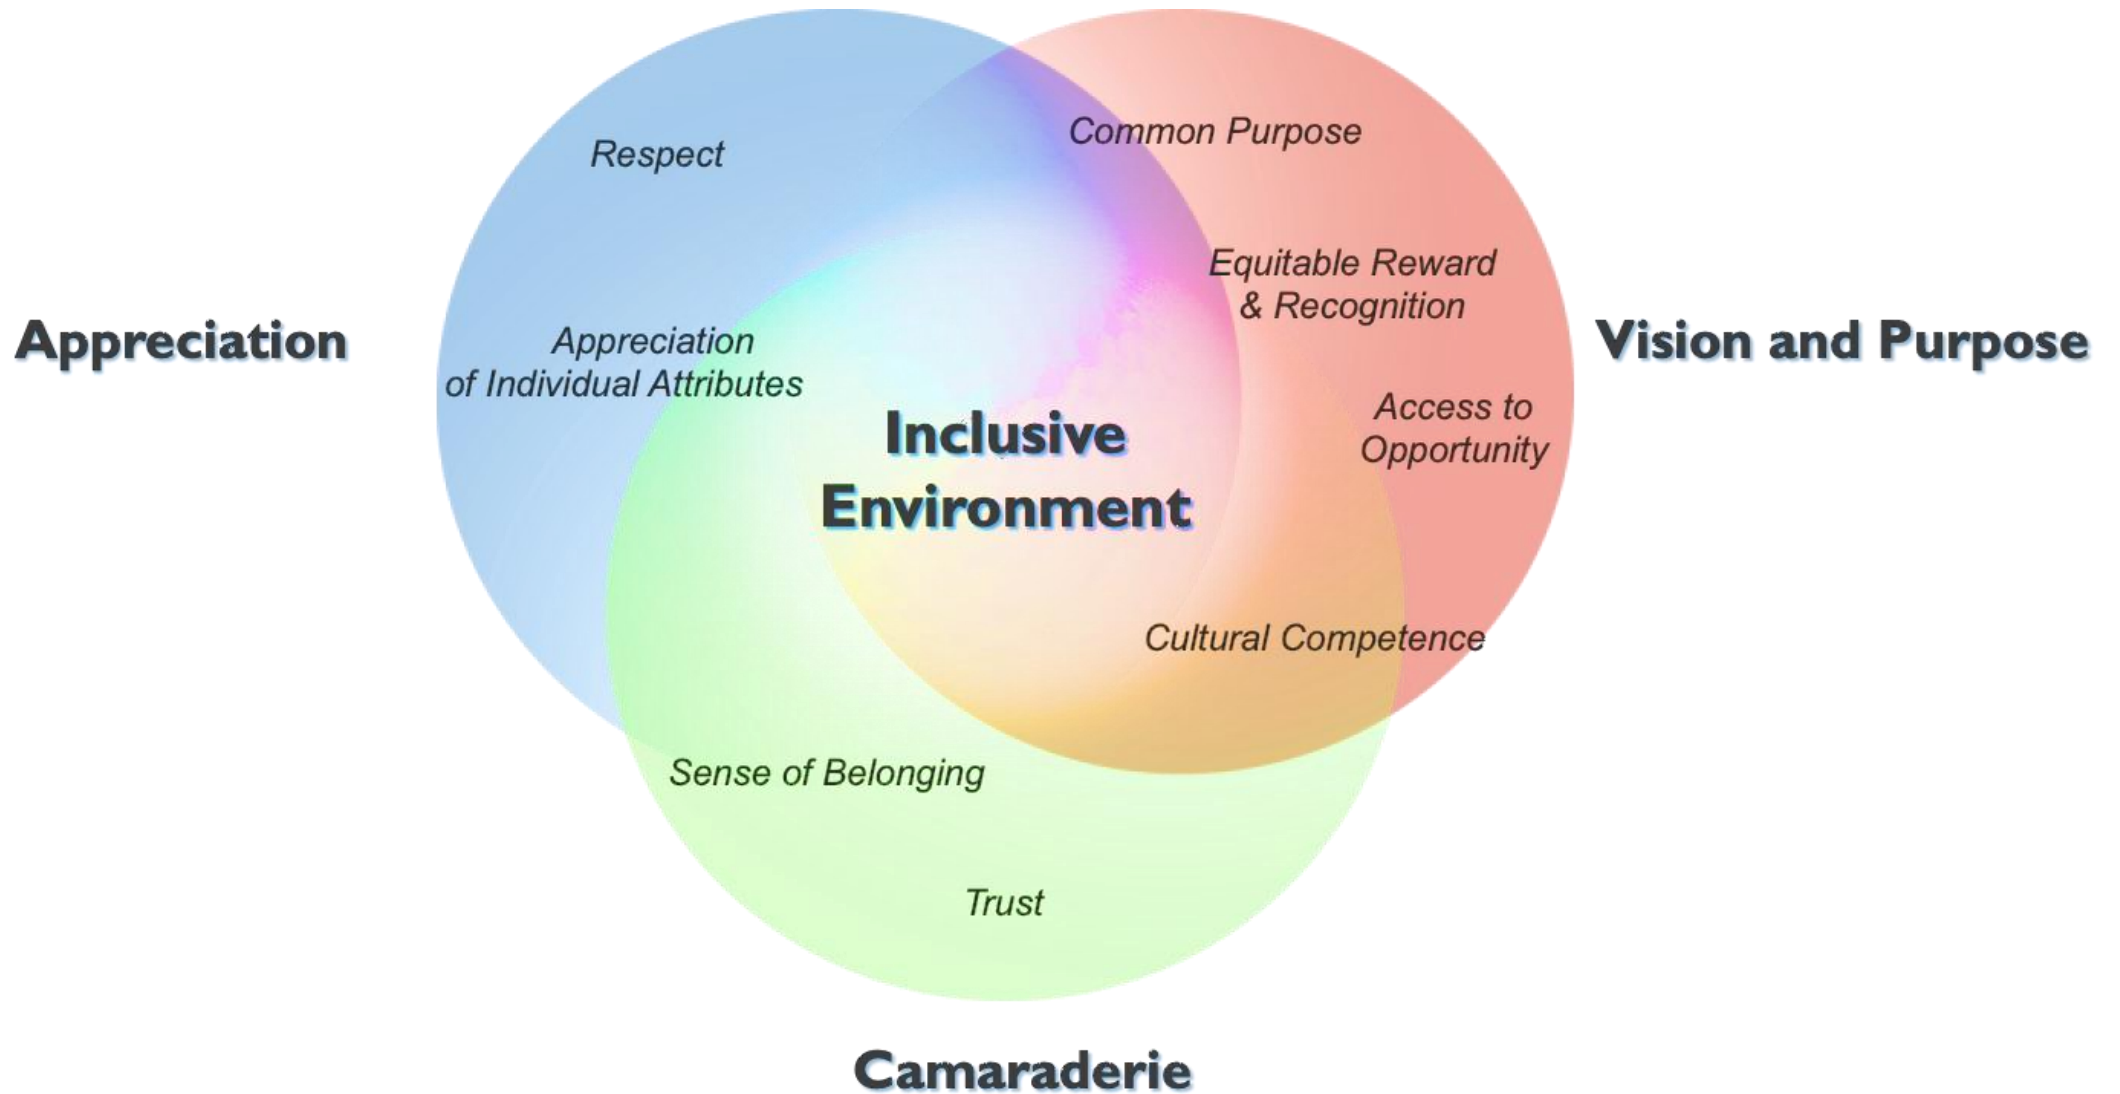 Respect
Common Purpose
Equitable Reward
& Recognition
Appreciation
Appreciation
of Individual Attributes
Vision and Purpose
Access to
Opportunity
Inclusive
Environment
Cultural Competence
Sense of Belonging
Trust
Camaraderie